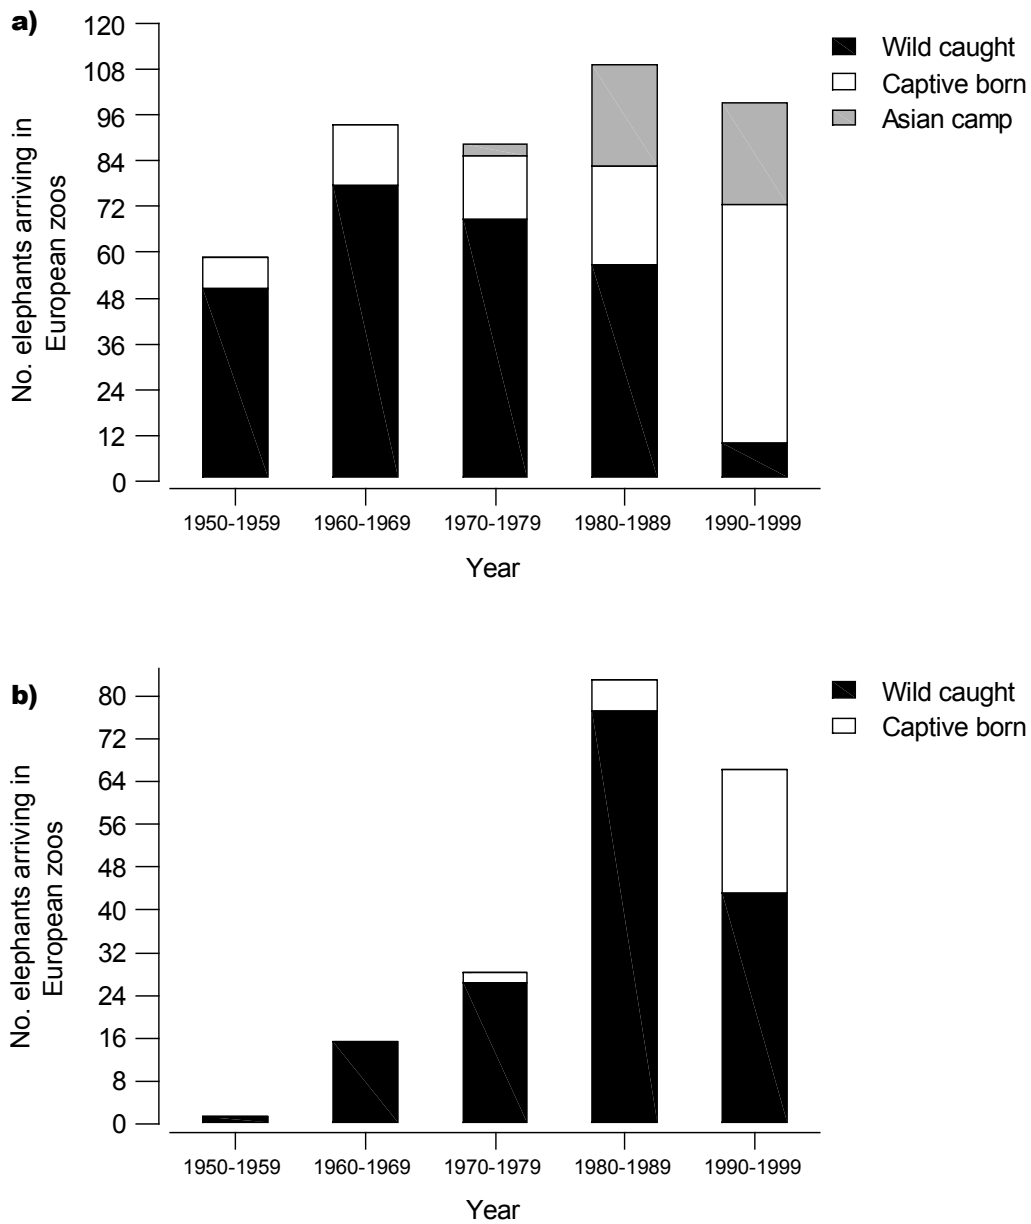 a)
120
108
96
84
72
60
48
36
24
12
0
No. elephants arriving in
European zoos
1950-1959
1960-1969
1970-1979
1980-1989
1990-1999
Year
Wild caught
Captive born
Asian camp
b)
80
72
64
56
48
40
32
24
16
8
0
No. elephants arriving in
European zoos
1950-1959
1960-1969
1970-1979
1980-1989
1990-1999
Year
Wild caught
Captive born